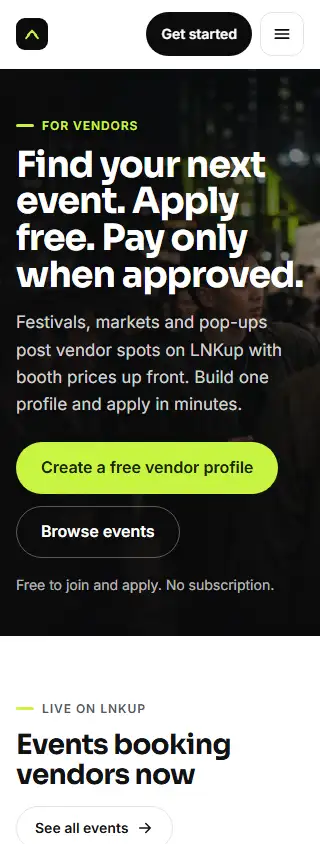 Get started
FOR VENDORS
Find your next
event. Apply
free. Pay only
when approved.
Festivals, markets and pop-ups
post vendor spots on LNKup with
booth prices up front. Build one
profile and apply in minutes.
Create a free vendor profile
Browse events
Free to join and apply. No subscription.
LIVE ON LNKUP
Events booking
vendors now
See all events